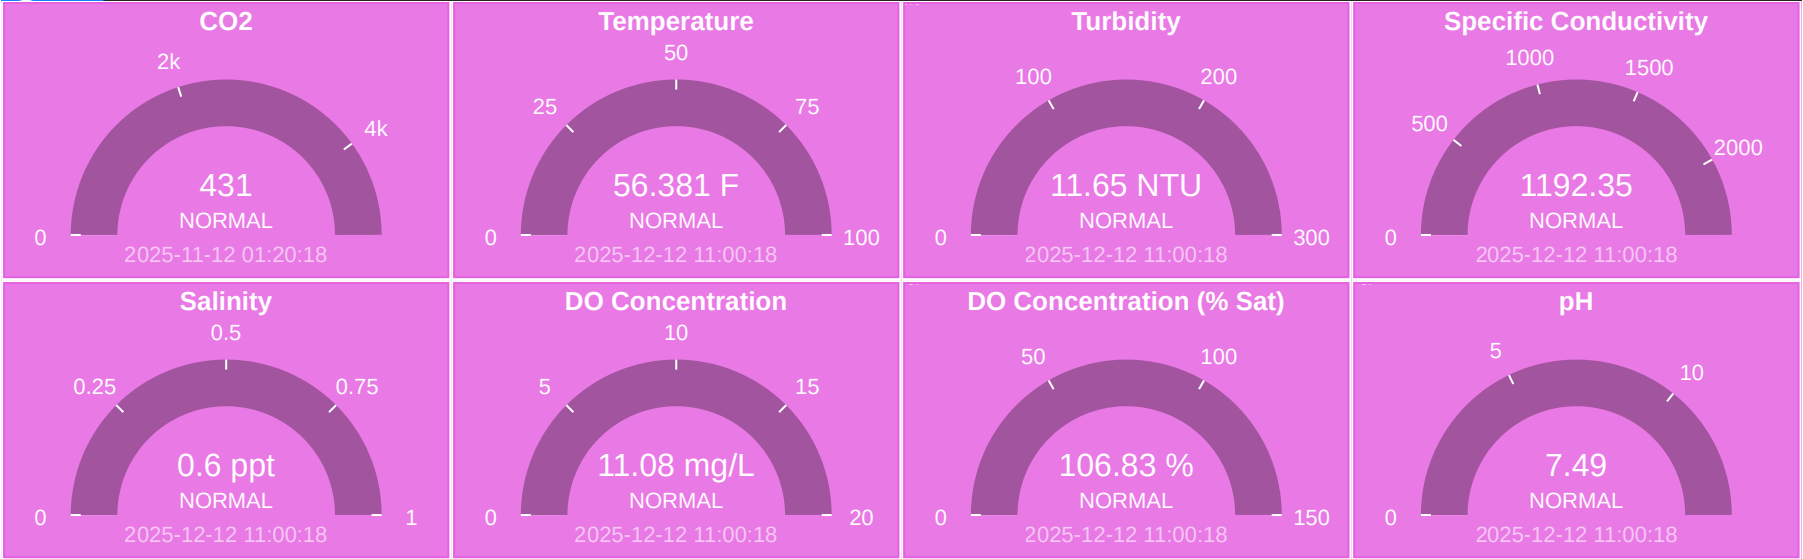 CO2
2k
4k
0
431
NORMAL
2025-11-12 01:20:18
Temperature
50
25
75
0
100
56.381 F
NORMAL
2025-12-12 11:00:18
Turbidity
100
200
0
300
11.65 NTU
NORMAL
2025-12-12 11:00:18
Specific Conductivity
1000
1500
500
2000
0
1192.35
NORMAL
2025-12-12 11:00:18
Salinity
0.5
0.25
0.75
0
1
0.6 ppt
NORMAL
2025-12-12 11:00:18
DO Concentration
10
5
15
0
20
11.08 mg/L
NORMAL
2025-12-12 11:00:18
DO Concentration (% Sat)
50
100
0
150
106.83 %
NORMAL
2025-12-12 11:00:18
pH
5
10
0
7.49
NORMAL
2025-12-12 11:00:18